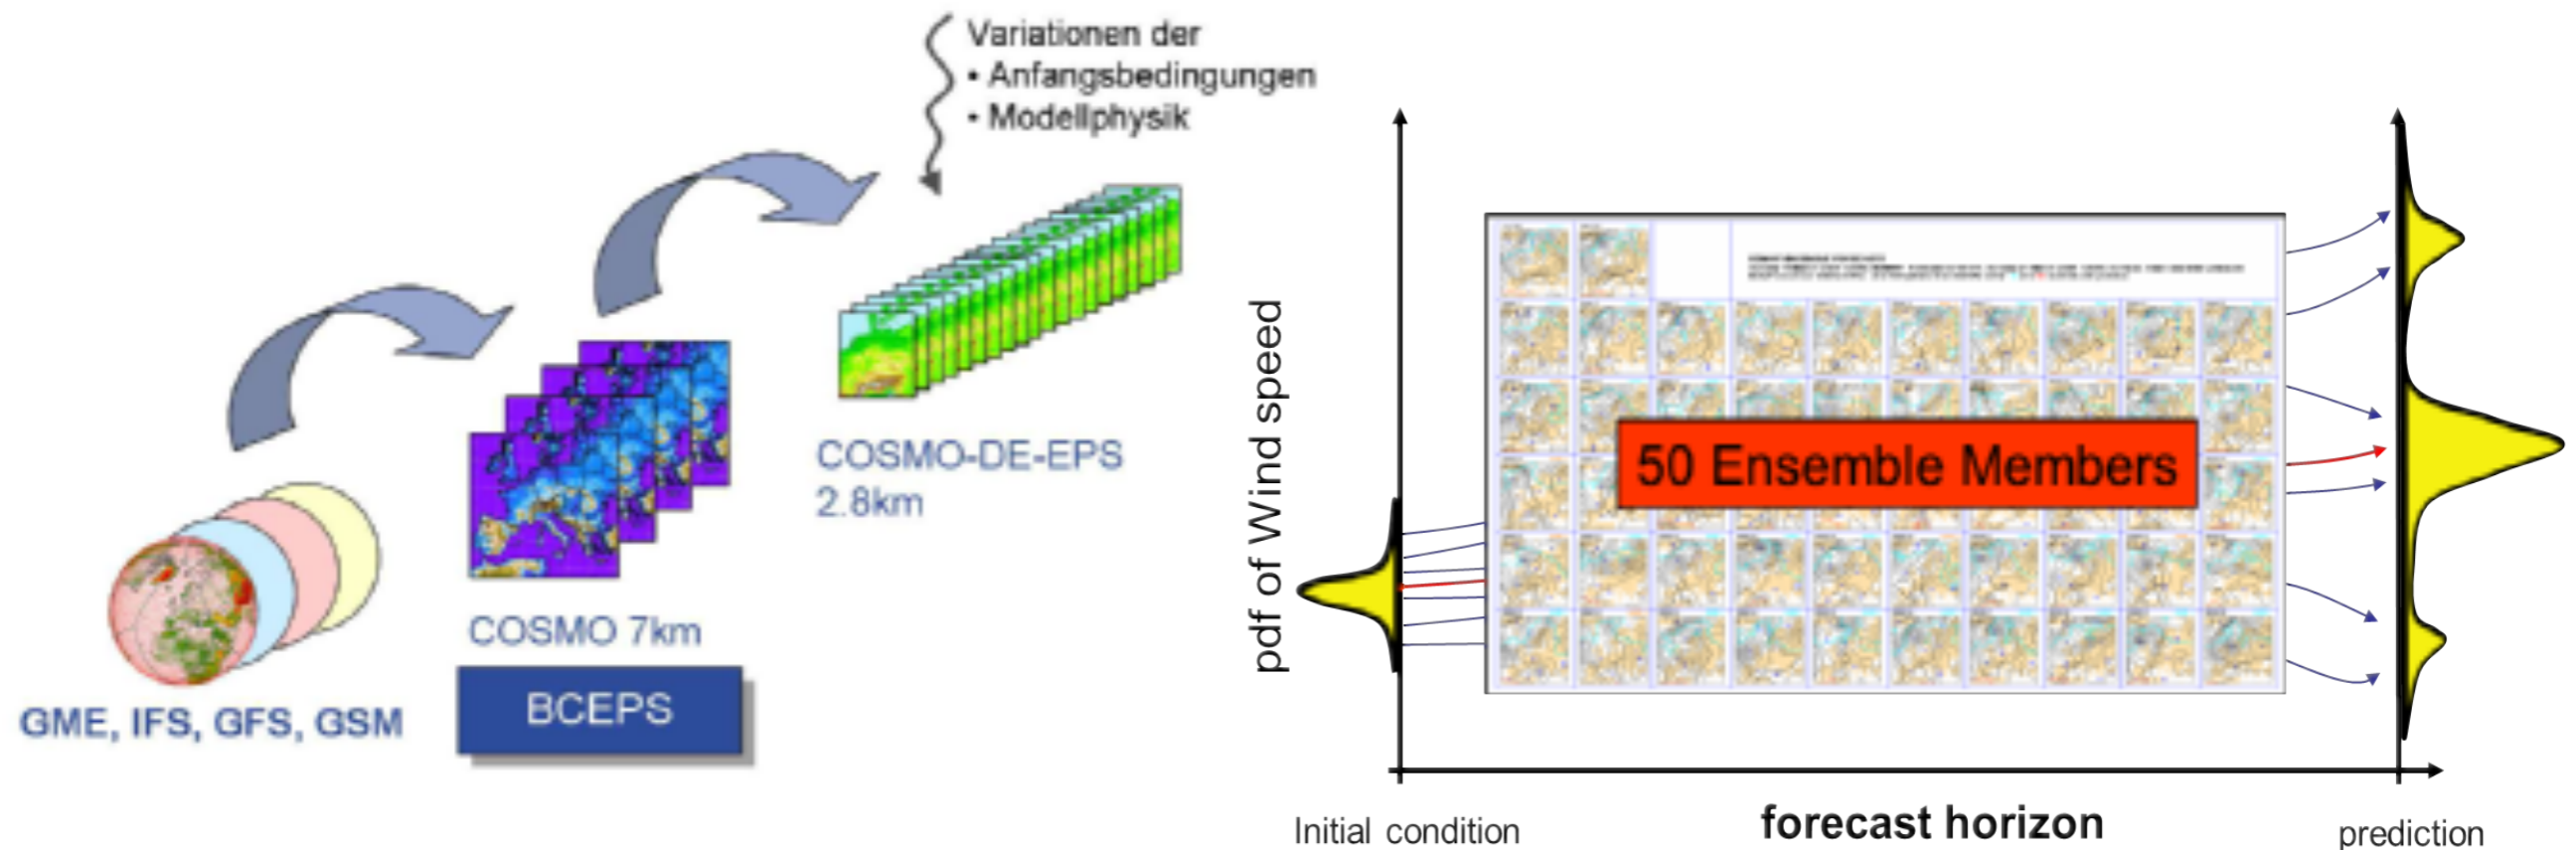 Variationen der
• Anfangsbedingungen
• Modellphysik
COSMO-DE-EPS
2.8km
COSMO 7km
BCEPS
GME, IFS, GFS, GSM
pdf of Wind speed
50 Ensemble Members
Initial condition
forecast horizon
prediction